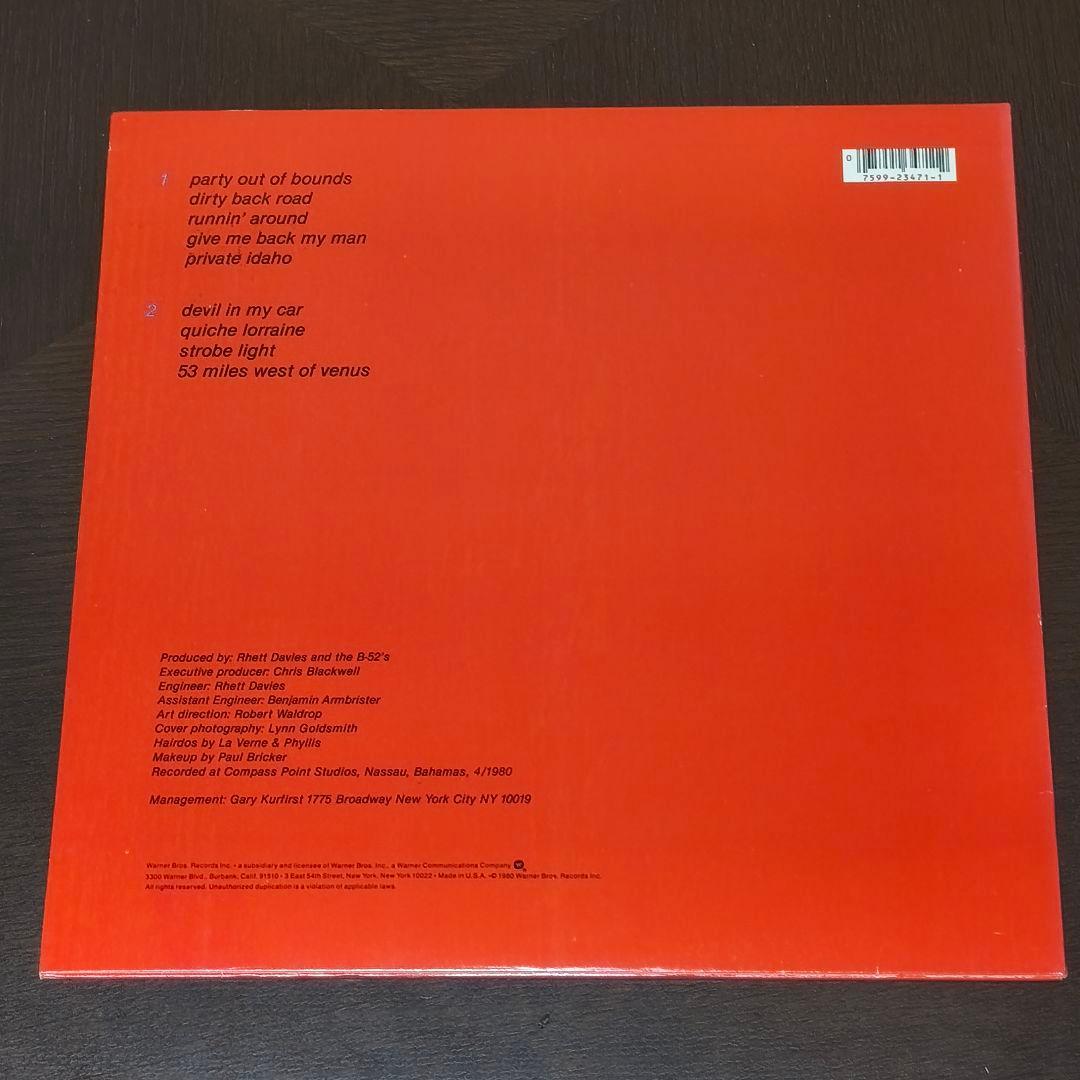 1 party out of bounds
dirty back road
runnin' around
give me back my man
private idaho
2 devil in my car
quiche lorraine
strobe light
53 miles west of venus
0
7599-23471-1
Produced by: Rhett Davies and the B-52's
Executive producer: Chris Blackwell
Engineer: Rhett Davies
Assistant Engineer: Benjamin Armbrister
Art direction: Robert Waldrop
Cover photography: Lynn Goldsmith
Hairdos by La Verne & Phyllis
Makeup by Paul Bricker
Recorded at Compass Point Studios, Nassau, Bahamas, 4/1980
Management: Gary Kurfirst 1775 Broadway New York City NY 10019
Warner Bros. Records Inc. • a subsidiary and licensee of Warner Bros. Inc., a Warner Communications Company
3300 Warner Blvd., Burbank, Calif. 91510 • 3 East 54th Street, New York, New York 10022 • Made in U.S.A. ©1980 Warner Bros. Records Inc.
All rights reserved. Unauthorized duplication is a violation of applicable laws.